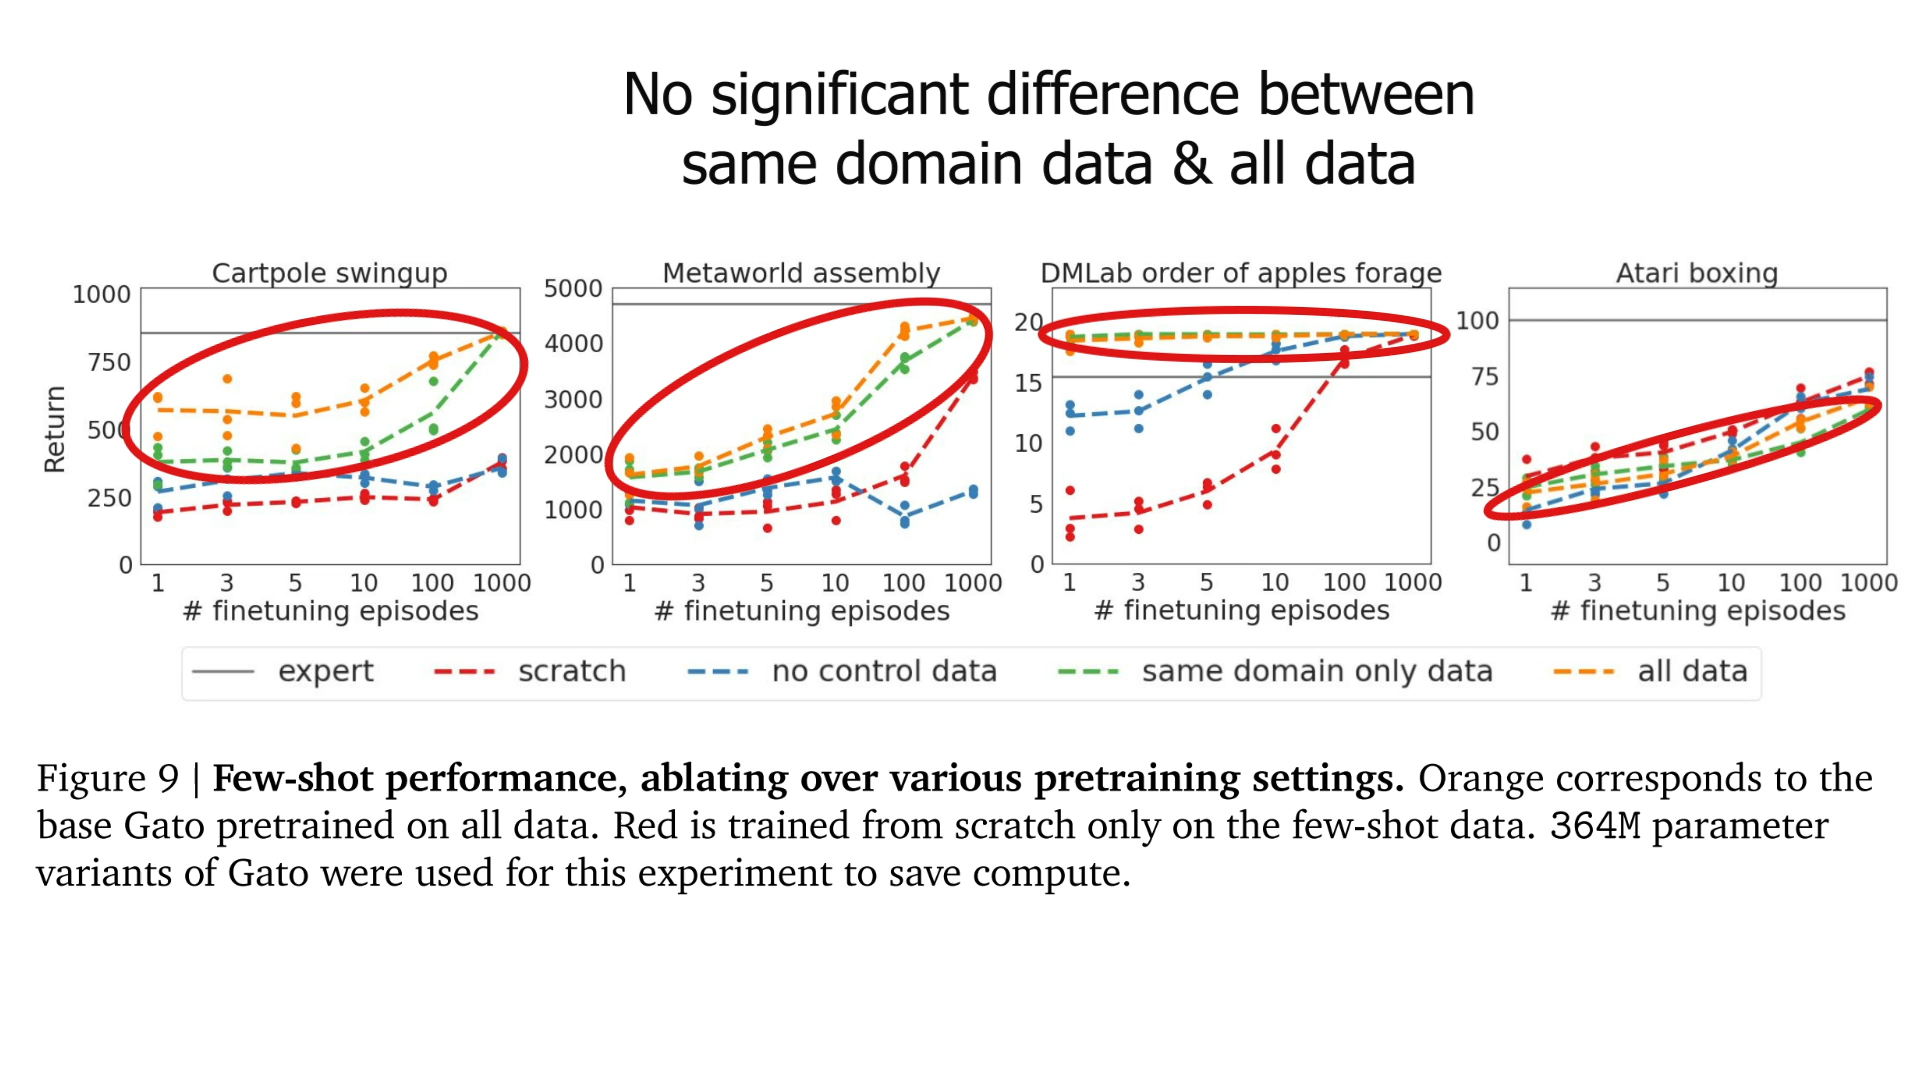 No significant difference between
same domain data & all data
Cartpole swingup
Return
1000
750
500
250
0
1 3 5 10 100 1000
# finetuning episodes
Metaworld assembly
5000
4000
3000
2000
1000
0
1 3 5 10 100 1000
# finetuning episodes
DMLab order of apples forage
20
15
10
5
0
1 3 5 10 100 1000
# finetuning episodes
Atari boxing
100
75
50
25
0
1 3 5 10 100 1000
# finetuning episodes
expert scratch no control data same domain only data all data
Figure 9 | Few-shot performance, ablating over various pretraining settings. Orange corresponds to the
base Gato pretrained on all data. Red is trained from scratch only on the few-shot data. 364M parameter
variants of Gato were used for this experiment to save compute.